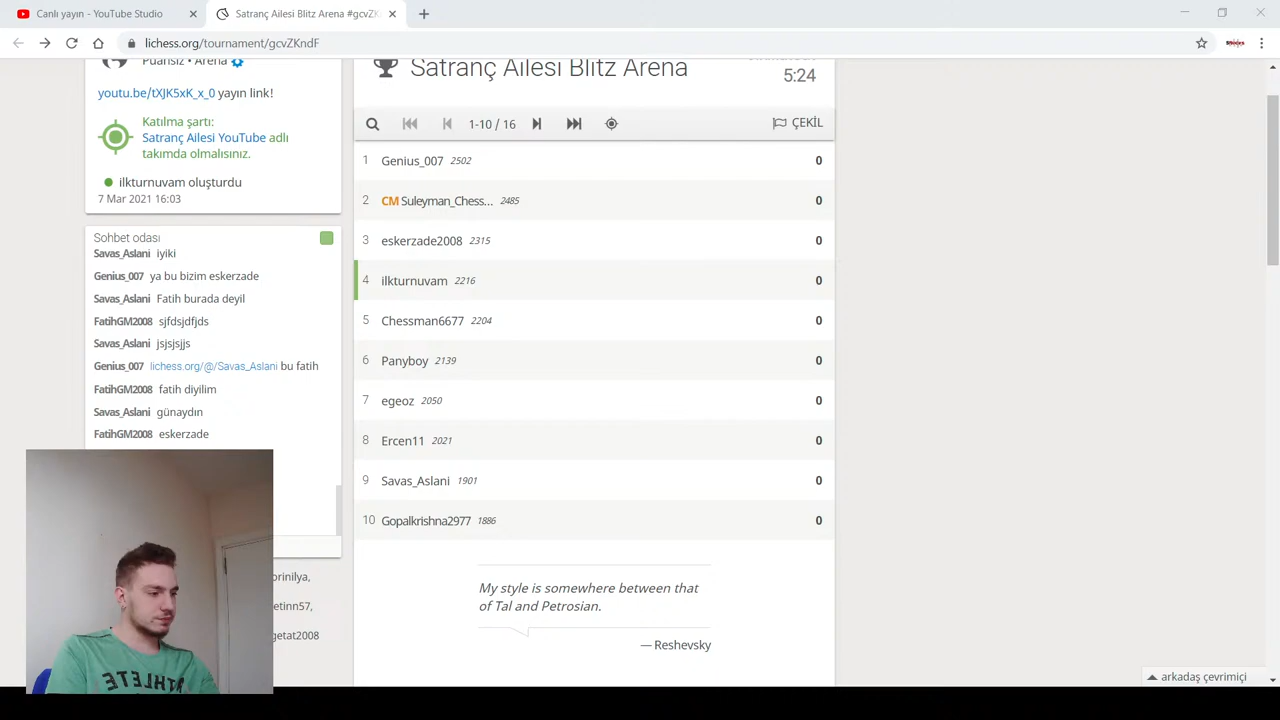 Canlı yayın - YouTube Studio
Satranç Ailesi Blitz Arena #gcvZK
lichess.org/tournament/gcvZKndF
Puansız • Arena
youtu.be/tXJK5xK_x_0 yayın link!
Katılma şartı:
Satranç Ailesi YouTube adlı
takımda olmalısınız.
ilkturnuvam oluşturdu
7 Mar 2021 16:03
Sohbet odası
Savas_Aslani iyiki
Genius_007 ya bu bizim eskerzade
Savas_Aslani Fatih burada deyil
FatihGM2008 sjfdsjdfjds
Savas_Aslani jsjsjsjjs
Genius_007 lichess.org/@/Savas_Aslani bu fatih
FatihGM2008 fatih diyilim
Savas_Aslani günaydın
FatihGM2008 eskerzade
orinilya,
etinn57,
getat2008
Satranç Ailesi Blitz Arena
5:24
1-10 / 16
ÇEKİL
1 Genius_007 2502 0
2 CM Suleyman_Chess... 2485 0
3 eskerzade2008 2315 0
4 ilkturnuvam 2216 0
5 Chessman6677 2204 0
6 Panyboy 2139 0
7 egeoz 2050 0
8 Ercen11 2021 0
9 Savas_Aslani 1901 0
10 Gopalkrishna2977 1886 0
My style is somewhere between that
of Tal and Petrosian.
— Reshevsky
arkadaş çevrimiçi